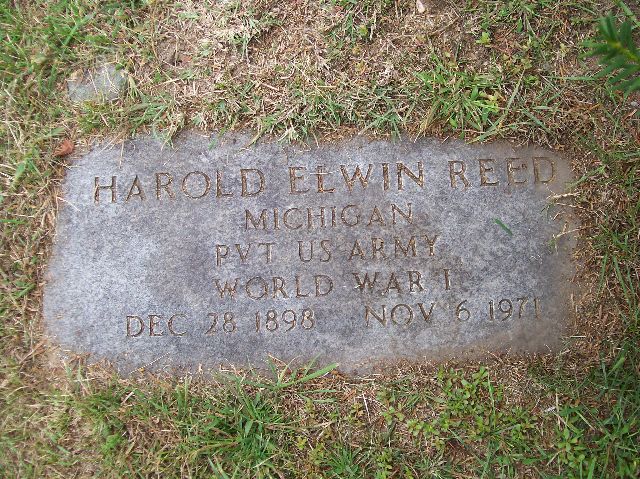 HAROLD ELWIN REED
MICHIGAN
PVT US ARMY
WORLD WAR I
DEC 28 1898 NOV 6 1971